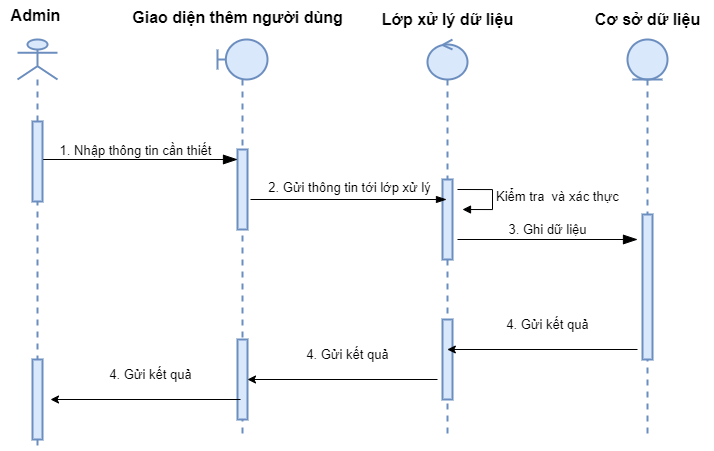 Admin
Giao diện thêm người dùng
Lớp xử lý dữ liệu
Cơ sở dữ liệu
1. Nhập thông tin cần thiết
2. Gửi thông tin tới lớp xử lý
Kiểm tra và xác thực
3. Ghi dữ liệu
4. Gửi kết quả
4. Gửi kết quả
4. Gửi kết quả